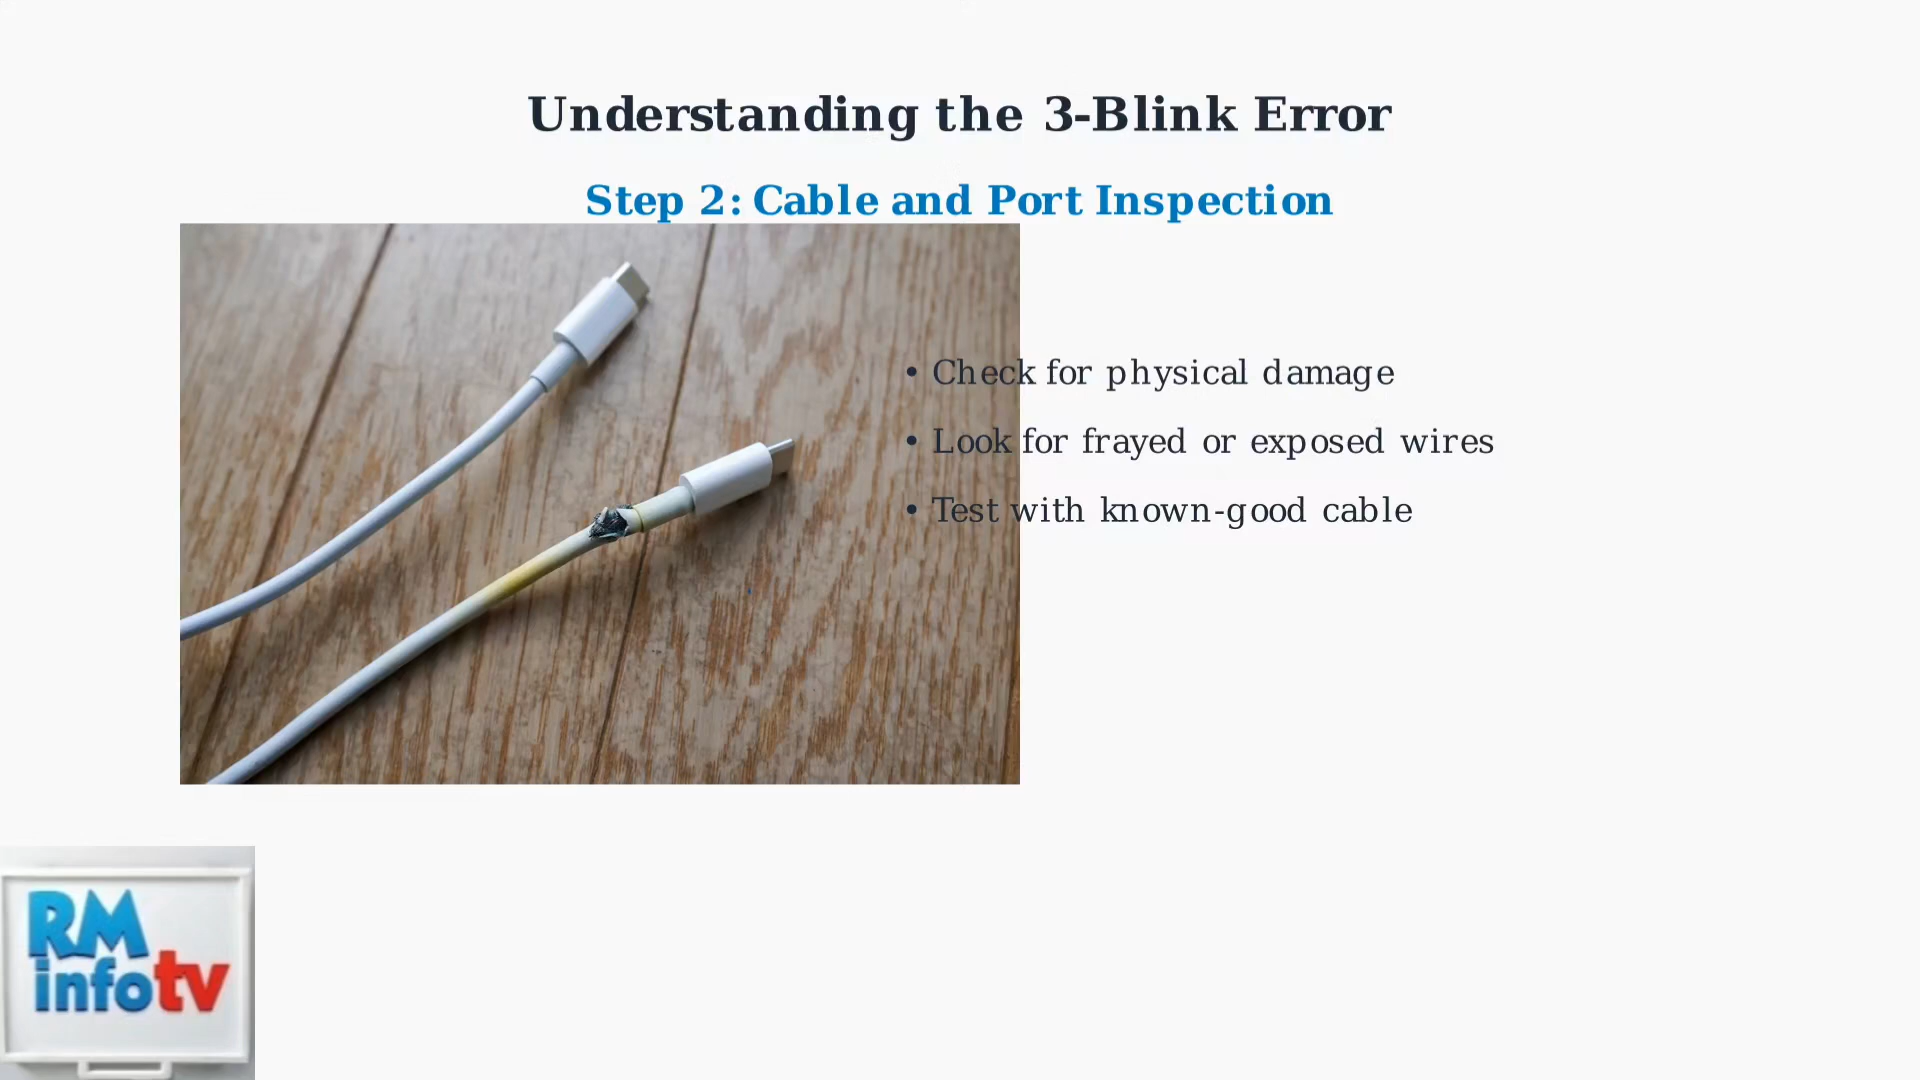 Understanding the 3-Blink Error
Step 2: Cable and Port Inspection
• Check for physical damage
• Look for frayed or exposed wires
• Test with known-good cable
RM
infotv